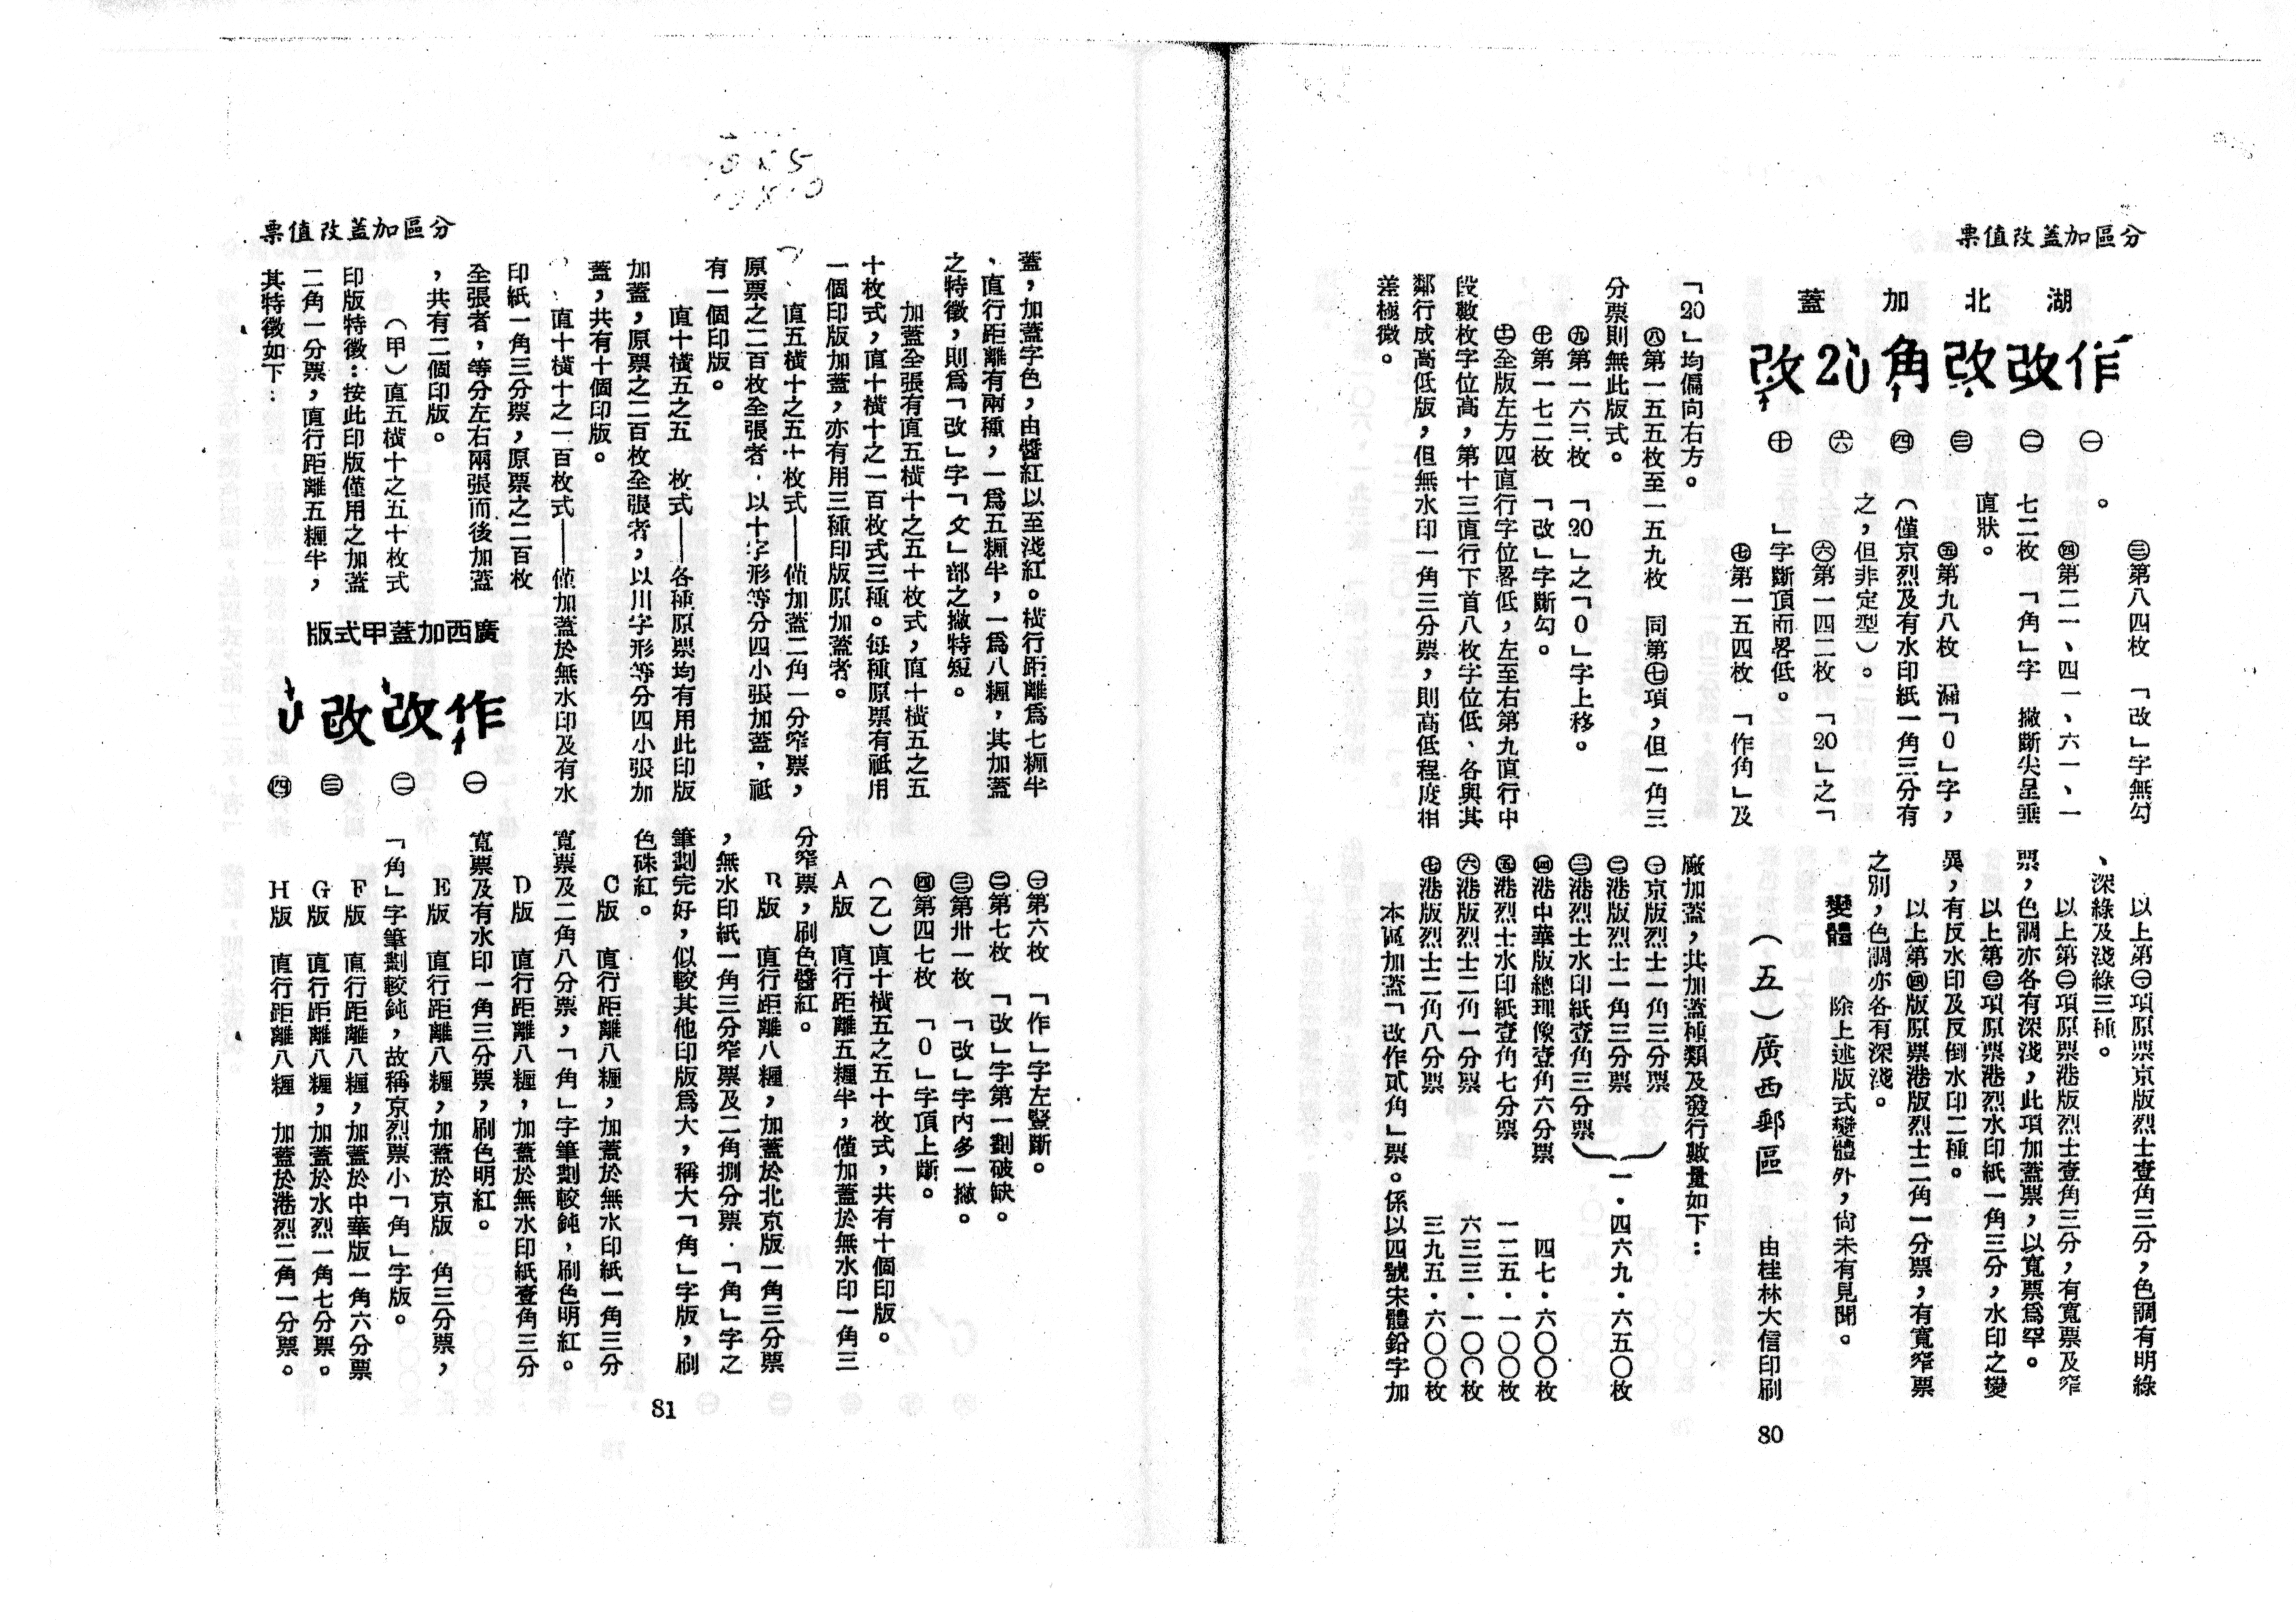 分區加蓋改值票
湖北加蓋
作改改角20改
㊀
㊁
㊂
㊃
㊅
㊉
㊂第八四枚 「改」字無勾
。
㊃第二一、四一、六一、一
七二枚 「角」字 撇斷尖呈垂
直狀。
㊄第九八枚 漏「0」字，
（僅京烈及有水印紙一角三分有
之，但非定型）。
㊅第一四二枚 「20」之「
」字斷頂而畧低。
㊆第一五四枚 「作角」及
「20」均偏向右方。
㊇第一五五枚至一五九枚 同第㊆項，但一角三
分票則無此版式。
㊈第一六三枚 「20」之「0」字上移。
㊉第一七二枚 「改」字斷勾。
㊉㊀全版左方四直行字位畧低，左至右第九直行中
段數枚字位高，第十三直行下首八枚字位低、各與其
鄰行成高低版，但無水印一角三分票，則高低程度相
差極微。
以上第㊀項原票京版烈士壹角三分，色調有明綠
、深綠及淺綠三種。
以上第㊁項原票港版烈士壹角三分，有寬票及窄
票，色調亦各有深淺，此項加蓋票，以寬票爲罕。
以上第㊂項原票港烈水印紙一角三分，水印之變
異，有反水印及反倒水印二種。
以上第㊃版原票港版烈士二角一分票，有寬窄票
之別，色調亦各有深淺。
變體 除上述版式變體外，尙未有見聞。
（五）廣西郵區 由桂林大信印刷
廠加蓋，共加蓋種類及發行數量如下：
㊀京版烈士一角三分票
㊁港版烈士一角三分票 一・四六九・六五〇枚
㊂港烈士水印紙壹角三分票
㊃港中華版總理像壹角六分票 四七・六〇〇枚
㊄港烈士水印紙壹角七分票 一二五・一〇〇枚
㊅港版烈士二角一分票 六三三・一〇〇枚
㊆港版烈士二角八分票 三九五・六〇〇枚
本區加蓋「改作貳角」票。係以四號宋體鉛字加
80
分區加蓋改值票
蓋，加蓋字色，由醬紅以至淺紅。橫行距離爲七糎半
、直行距離有兩種，一爲五糎半，一爲八糎，其加蓋
之特徵，則爲「改」字「攵」部之撇特短。
加蓋全張有直五橫十之五十枚式，直十橫五之五
十枚式，直十橫十之一百枚式三種。每種原票有祇用
一個印版加蓋，亦有用三種印版原加蓋者。
直五橫十之五十枚式——僅加蓋二角一分窄票，
原票之二百枚全張者．以十字形等分四小張加蓋，祇
有一個印版。
直十橫五之五 枚式——各種原票均有用此印版
加蓋，原票之二百枚全張者，以川字形等分四小張加
蓋，共有十個印版。
直十橫十之一百枚式——僅加蓋於無水印及有水
印紙一角三分票，原票之二百枚
全張者，等分左右兩張而後加蓋
，共有二個印版。
（甲）直五橫十之五十枚式
印版特徵：按此印版僅用之加蓋
二角一分票，直行距離五糎半，
其特徵如下：
廣西加蓋甲式版
作改改
㊀
㊁
㊂
㊃
㊀第六枚 「作」字左豎斷。
㊁第七枚 「改」字第一劃破缺。
㊂第卅一枚 「改」字內多一撇。
㊃第四七枚 「0」字頂上斷。
（乙）直十橫五之五十枚式，共有十個印版。
A版 直行距離五糎半，僅加蓋於無水印一角三
分窄票，刷色醬紅。
B版 直行距離八糎，加蓋於北京版一角三分票
，無水印紙一角三分窄票及二角捌分票．「角」字之
筆劃完好，似較其他印版爲大，稱大「角」字版，刷
色硃紅。
C版 直行距離八糎，加蓋於無水印紙一角三分
寬票及二角八分票，「角」字筆劃較鈍，刷色明紅。
D版 直行距離八糎，加蓋於無水印紙壹角三分
寬票及有水印一角三分票，刷色明紅。
E版 直行距離八糎，加蓋於京版 角三分票，
「角」字筆劃較鈍，故稱京烈票小「角」字版。
F版 直行距離八糎，加蓋於中華版一角六分票
G版 直行距離八糎，加蓋於水烈一角七分票。
H版 直行距離八糎 加蓋於港烈二角一分票。
81